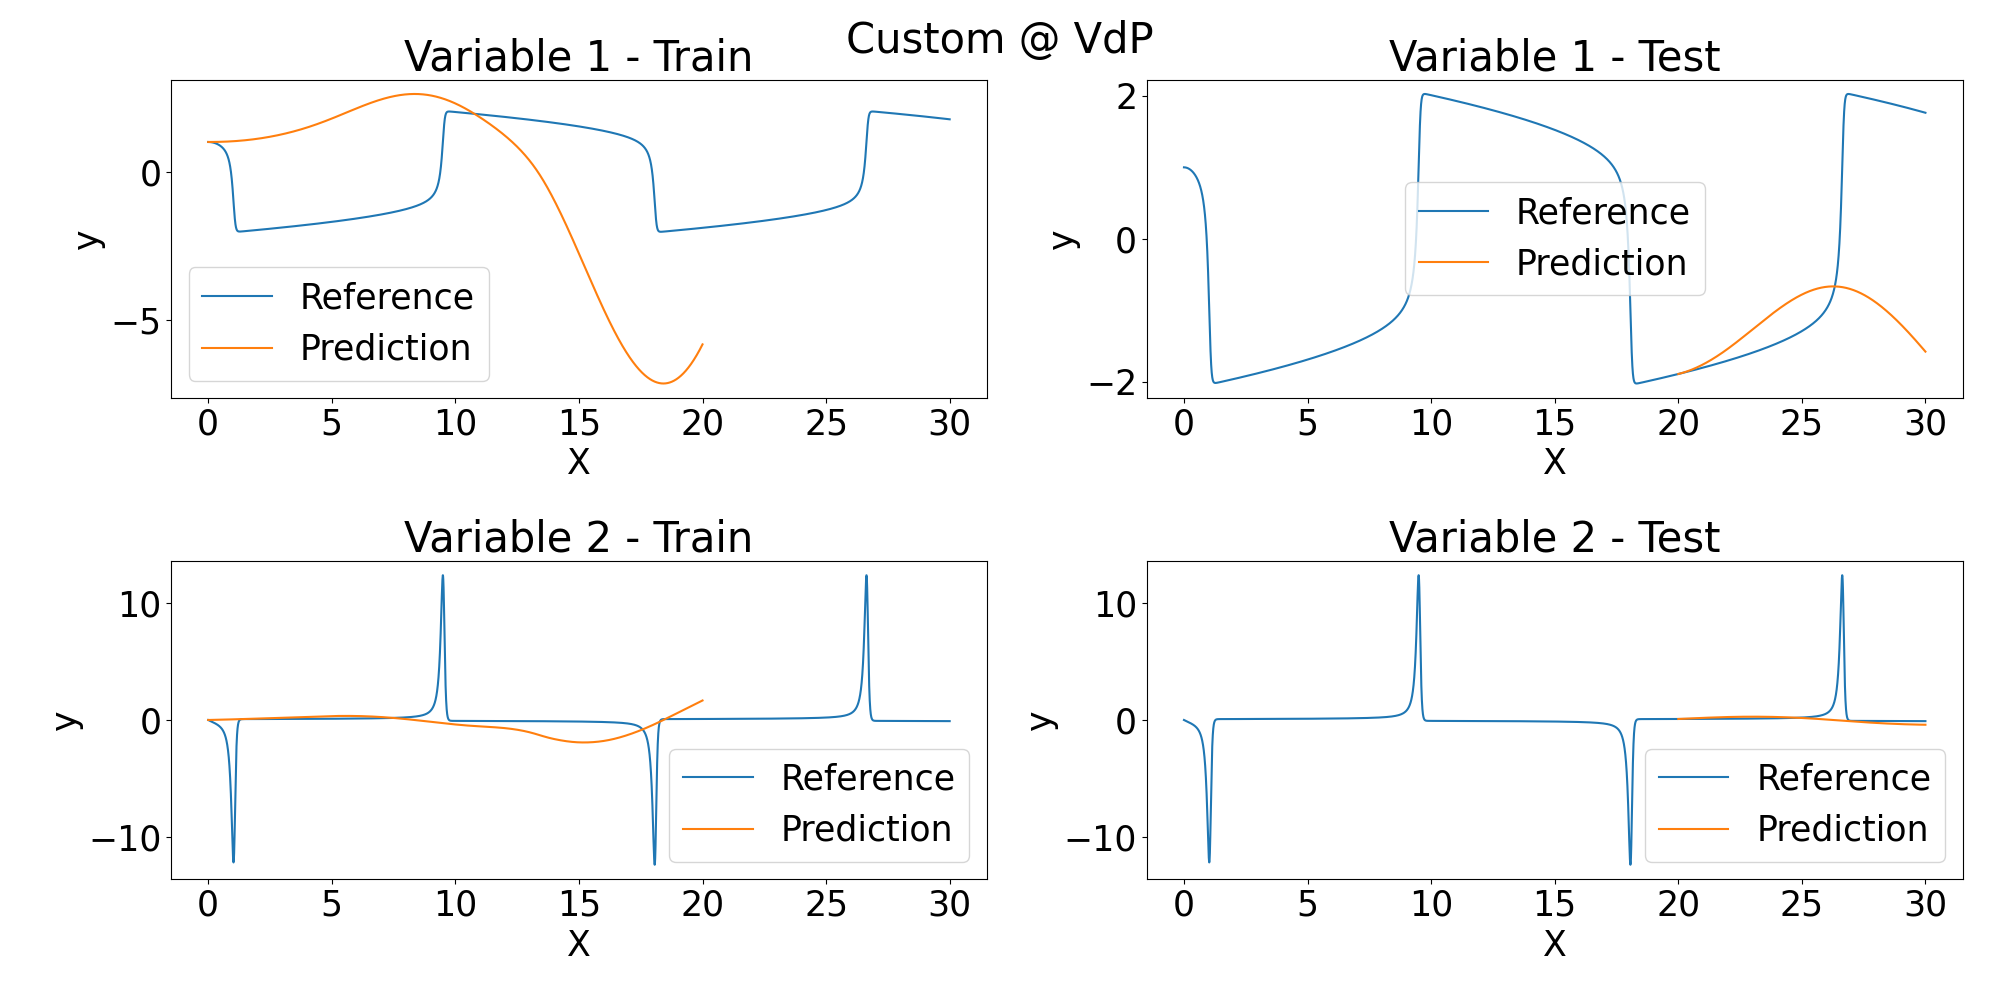 Custom @ VdP
Variable 1 - Train
0
−5
y
Reference
Prediction
0 5 10 15 20 25 30
X
Variable 1 - Test
2
0
−2
y
Reference
Prediction
0 5 10 15 20 25 30
X
Variable 2 - Train
10
0
−10
y
Reference
Prediction
0 5 10 15 20 25 30
X
Variable 2 - Test
10
0
−10
y
Reference
Prediction
0 5 10 15 20 25 30
X